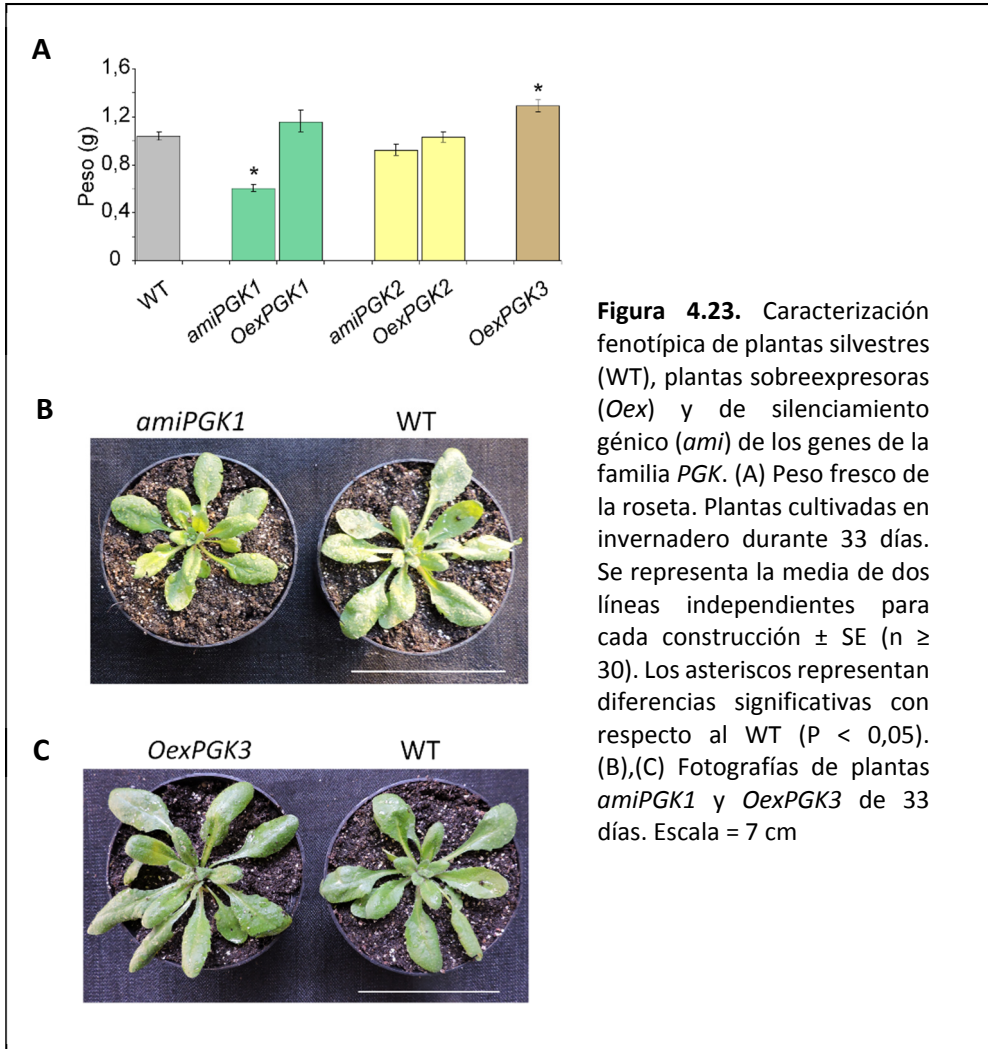 A
1,6
1,2
0,8
0,4
0
Peso (g)
*
*
WT
amiPGK1
OexPGK1
amiPGK2
OexPGK2
OexPGK3
B
amiPGK1 WT
C
OexPGK3 WT
Figura 4.23. Caracterización
fenotípica de plantas silvestres
(WT), plantas sobreexpresoras
(Oex) y de silenciamiento
génico (ami) de los genes de la
familia PGK. (A) Peso fresco de
la roseta. Plantas cultivadas en
invernadero durante 33 días.
Se representa la media de dos
líneas independientes para
cada construcción ± SE (n ≥
30). Los asteriscos representan
diferencias significativas con
respecto al WT (P < 0,05).
(B),(C) Fotografías de plantas
amiPGK1 y OexPGK3 de 33
días. Escala = 7 cm